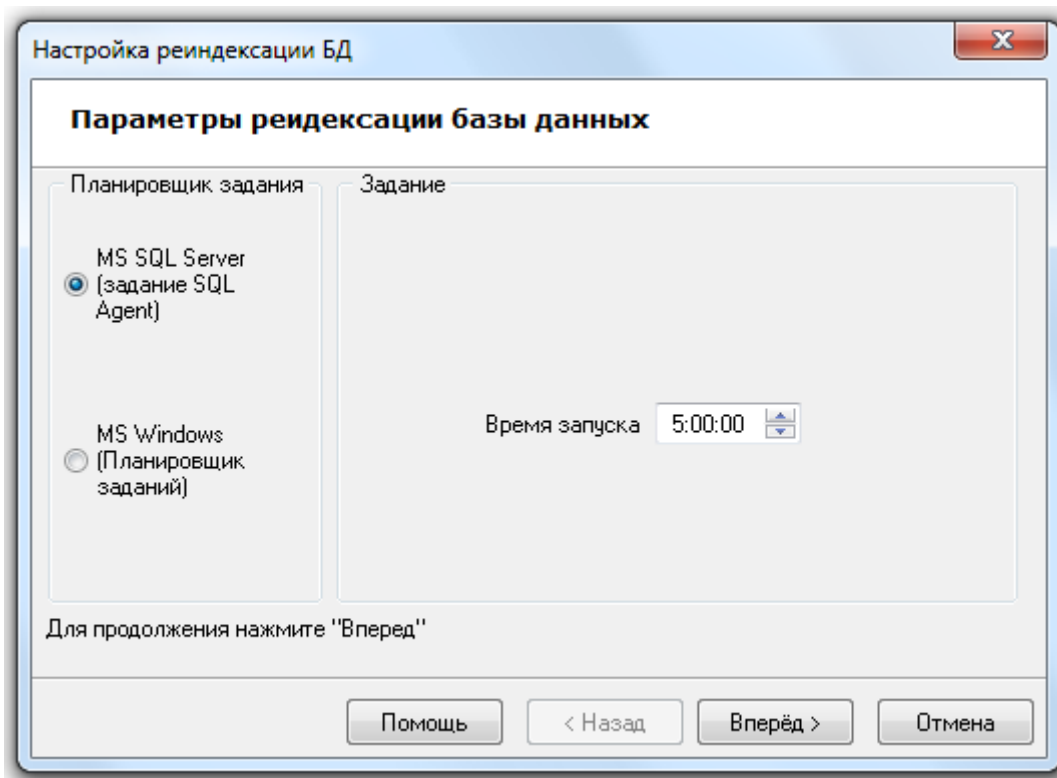 Настройка реиндексации БД
Параметры реидексации базы данных
Планировщик задания
Задание
MS SQL Server
(задание SQL
Agent)
Время запуска 5:00:00
MS Windows
(Планировщик
заданий)
Для продолжения нажмите "Вперед"
Помощь < Назад Вперёд > Отмена